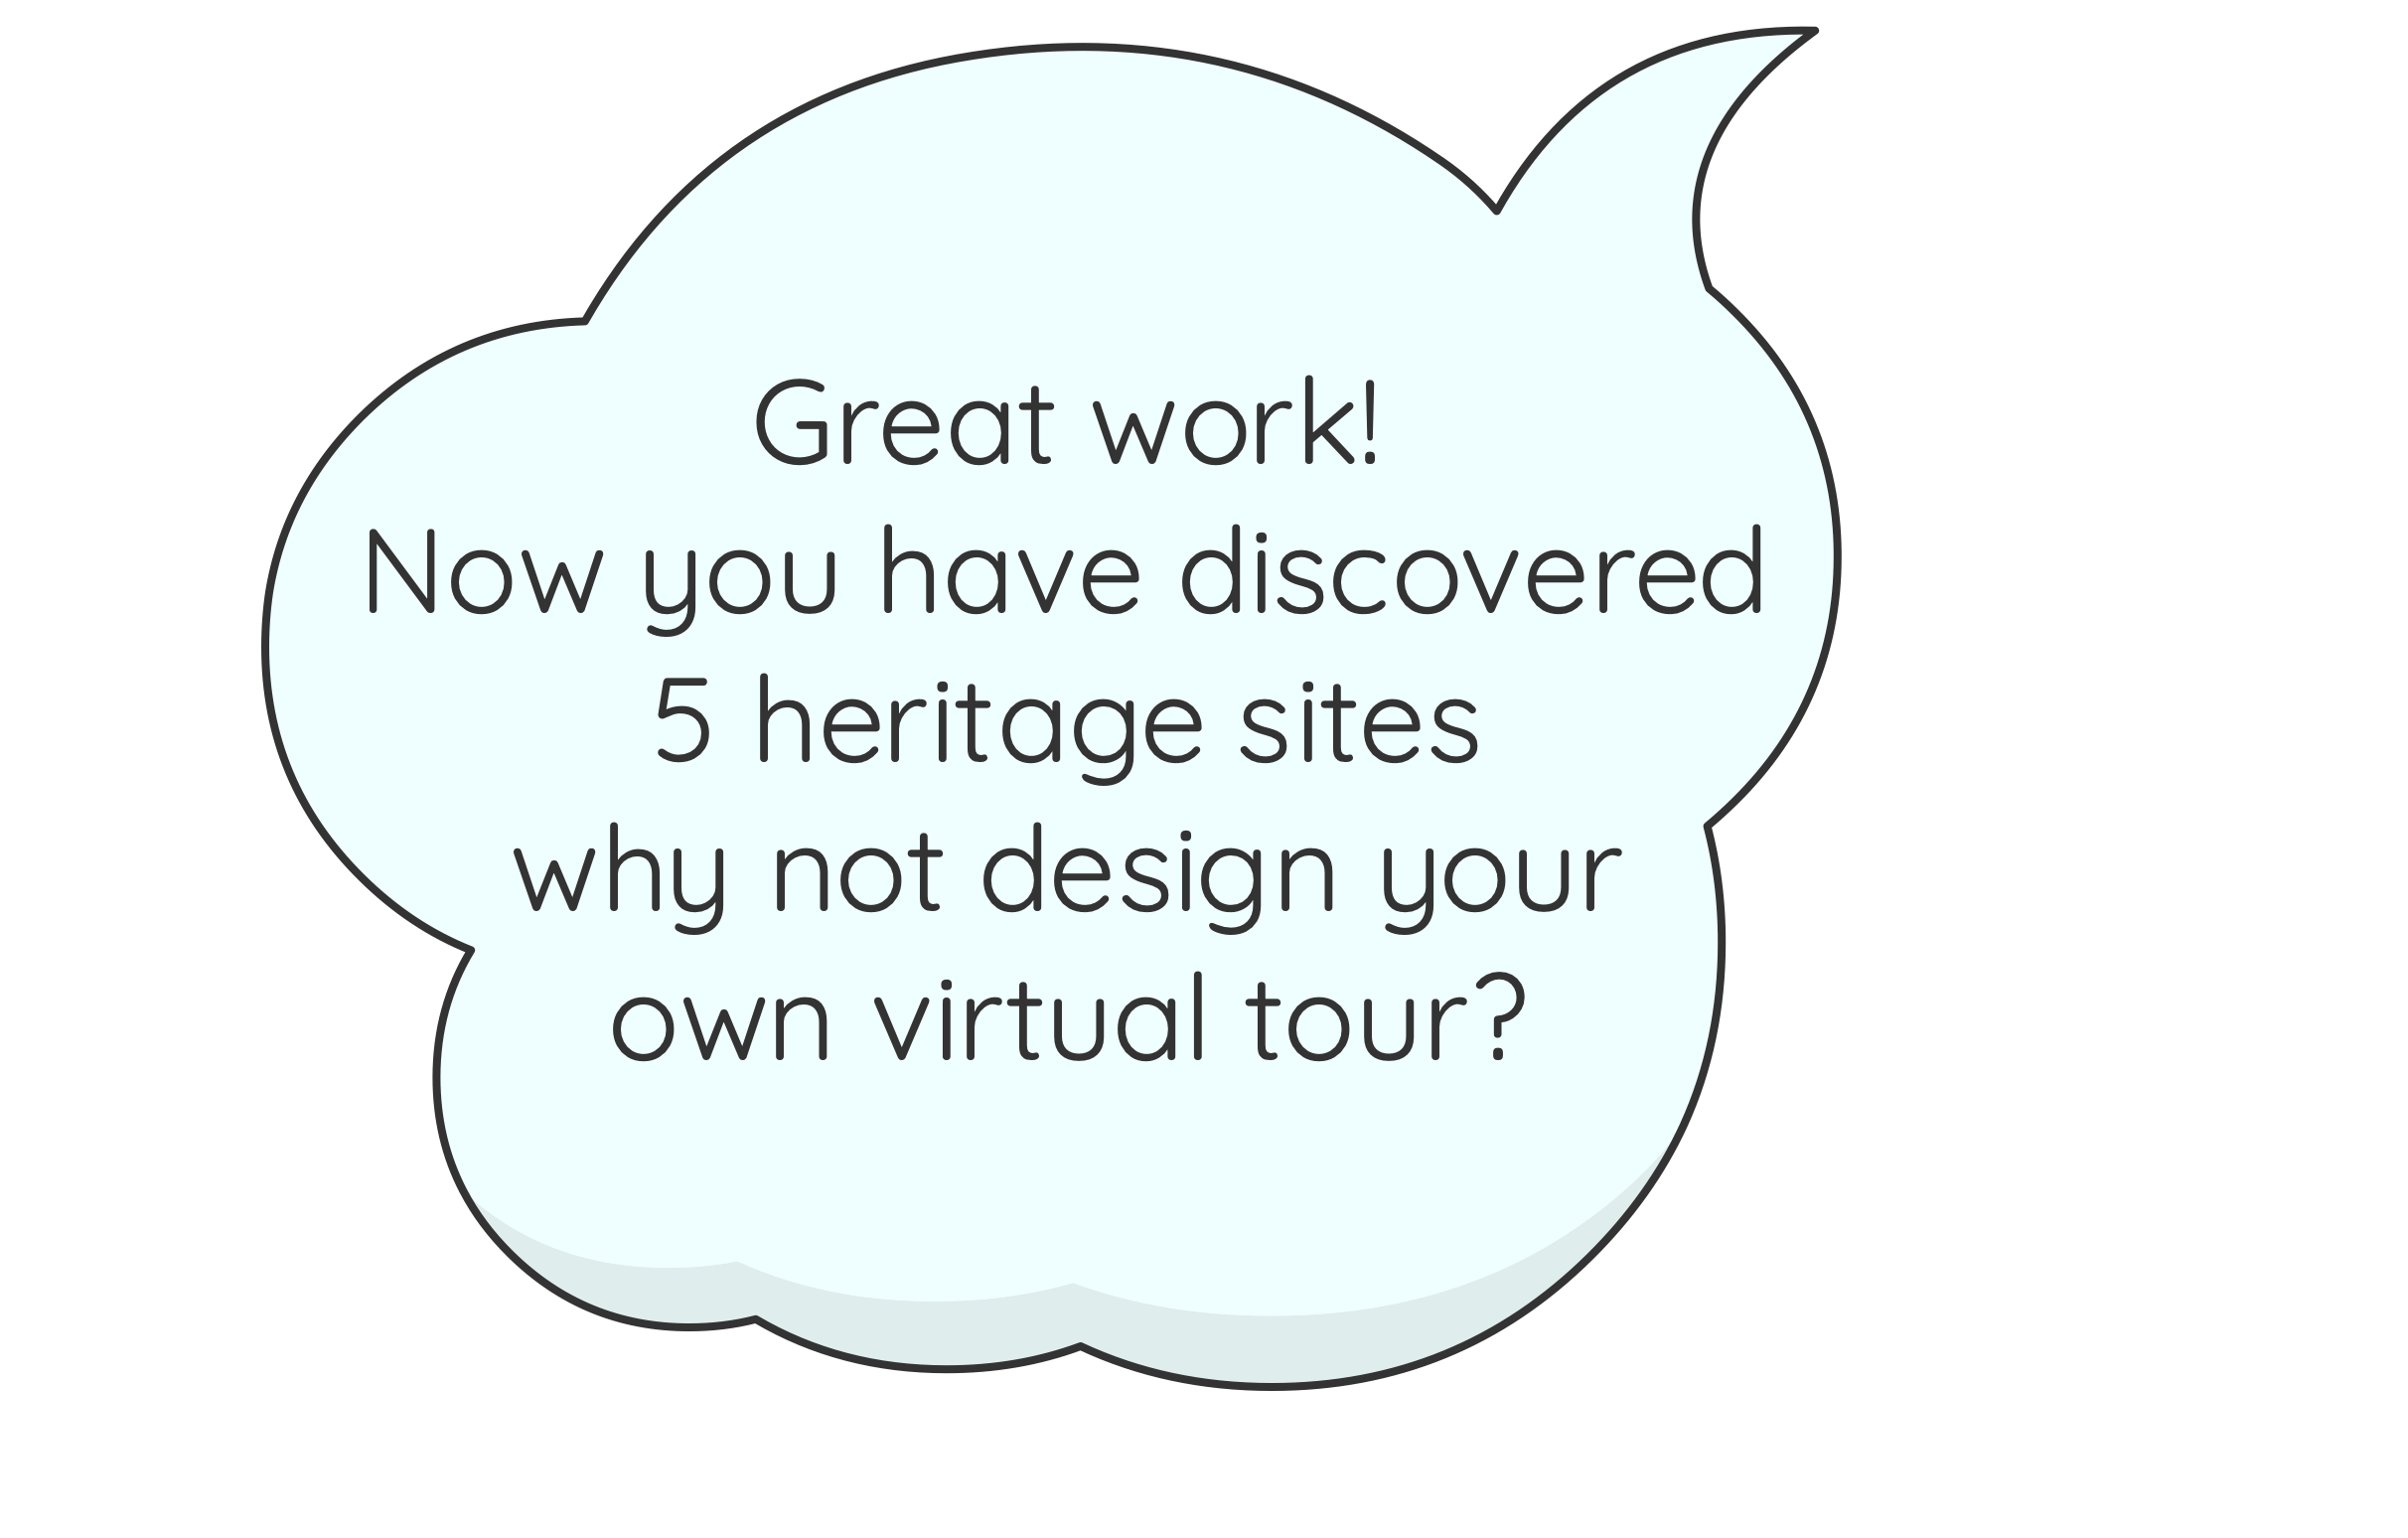 Great work!
Now you have discovered
5 heritage sites
why not design your
own virtual tour?